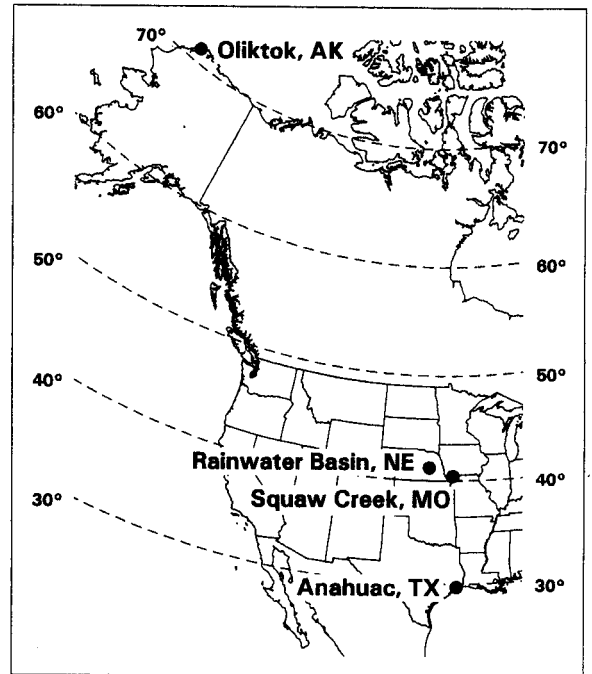 70° Oliktok, AK
60°
70°
60°
50°
50°
40°
Rainwater Basin, NE
40°
Squaw Creek, MO
30°
Anahuac, TX
30°